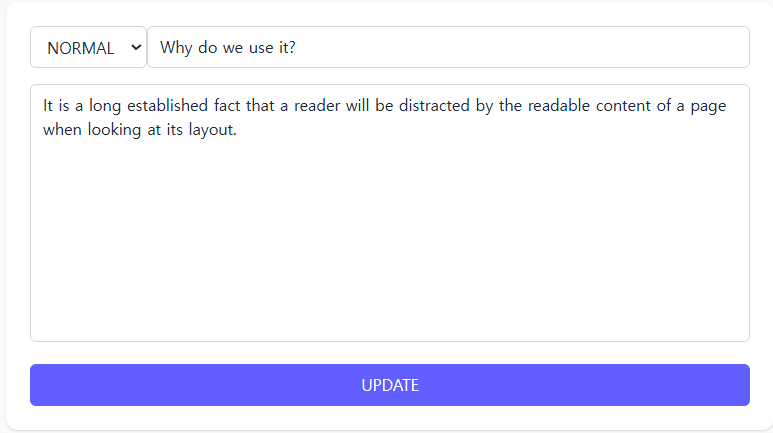 NORMAL Why do we use it?
It is a long established fact that a reader will be distracted by the readable content of a page
when looking at its layout.
UPDATE